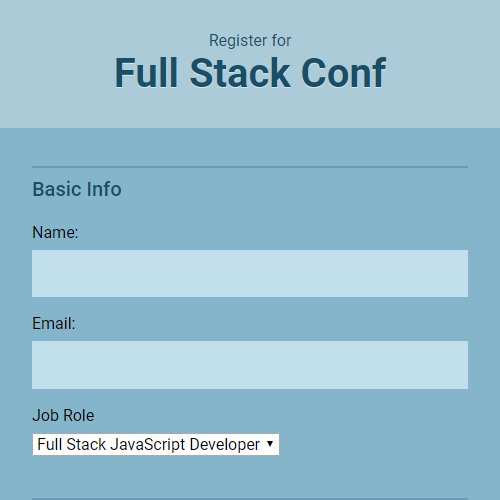 Register for
Full Stack Conf
Basic Info
Name:
Email:
Job Role
Full Stack JavaScript Developer